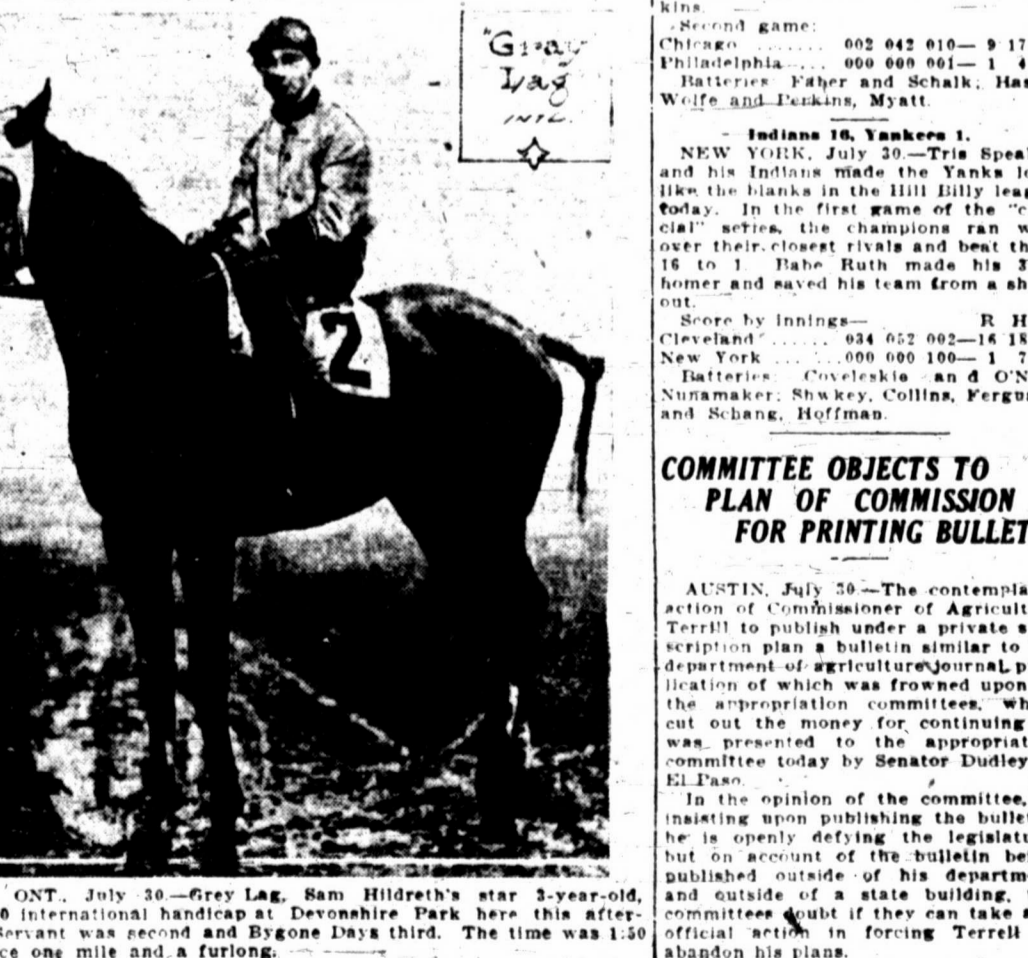 "Gray
Lag
INTL.
2
ONT., July 30.—Grey Lag, Sam Hildreth's star 3-year-old,
0 international handicap at Devonshire Park here this after-
Servant was second and Bygone Days third. The time was 1:50
ce one mile and a furlong.
kins.
Second game:
Chicago ....... 002 042 010— 9 17
Philadelphia ... 000 000 001— 1 4
Batteries: Faber and Schalk; Has
Wolfe and Perkins, Myatt.
Indians 16, Yankees 1.
NEW YORK, July 30.—Tris Spea
and his Indians made the Yanks lo
like the blanks in the Hill Billy leag
today. In the first game of the "c
cial" series, the champions ran w
over their closest rivals and beat th
16 to 1. Babe Ruth made his 3
homer and saved his team from a sh
out.
Score by innings— R H
Cleveland ...... 034 052 002—16 18
New York ... ...000 000 100— 1 7
Batteries: Coveleskie an d O'N
Nunamaker; Shwkey, Collins, Fergu
and Schang, Hoffman.
COMMITTEE OBJECTS TO
PLAN OF COMMISSION
FOR PRINTING BULLET
AUSTIN, July 30.—The contempla
action of Commissioner of Agricult
Terrill to publish under a private s
scription plan a bulletin similar to
department of agriculture journal, p
lication of which was frowned upon
the appropriation committees, wh
cut out the money for continuing
was presented to the appropriat
committee today by Senator Dudley
El Paso.
In the opinion of the committee,
insisting upon publishing the bulle
he is openly defying the legislat
but on account of the bulletin be
published outside of his departm
and outside of a state building,
committees doubt if they can take a
official action in forcing Terrell
abandon his plans.